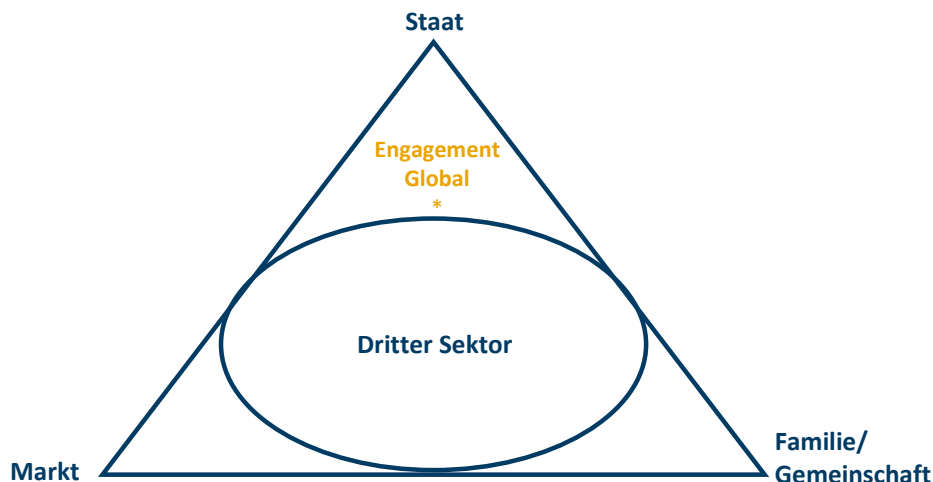 Staat
Engagement
Global
*
Dritter Sektor
Markt
Familie/
Gemeinschaft